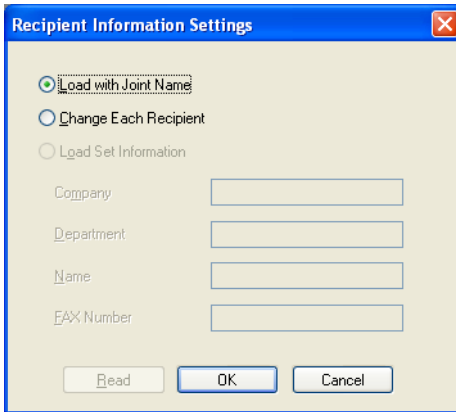 Recipient Information Settings
Load with Joint Name
Change Each Recipient
Load Set Information
Company
Department
Name
FAX Number
Read OK Cancel